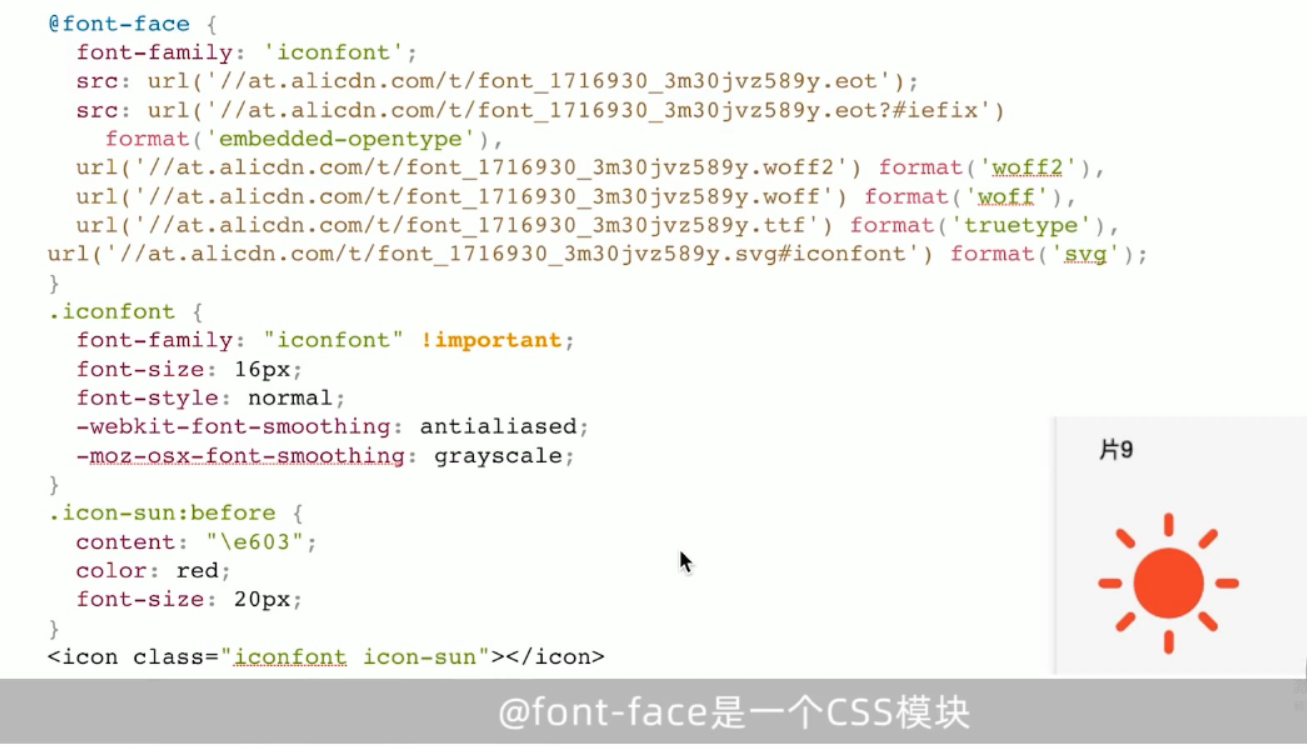 @font-face {
font-family: 'iconfont';
src: url('//at.alicdn.com/t/font_1716930_3m30jvz589y.eot');
src: url('//at.alicdn.com/t/font_1716930_3m30jvz589y.eot?#iefix')
format('embedded-opentype'),
url('//at.alicdn.com/t/font_1716930_3m30jvz589y.woff2') format('woff2'),
url('//at.alicdn.com/t/font_1716930_3m30jvz589y.woff') format('woff'),
url('//at.alicdn.com/t/font_1716930_3m30jvz589y.ttf') format('truetype'),
url('//at.alicdn.com/t/font_1716930_3m30jvz589y.svg#iconfont') format('svg');
}
.iconfont {
font-family: "iconfont" !important;
font-size: 16px;
font-style: normal;
-webkit-font-smoothing: antialiased;
-moz-osx-font-smoothing: grayscale;
}
.icon-sun:before {
content: "\e603";
color: red;
font-size: 20px;
}
<icon class="iconfont icon-sun"></icon>
片9
@font-face是一个CSS模块